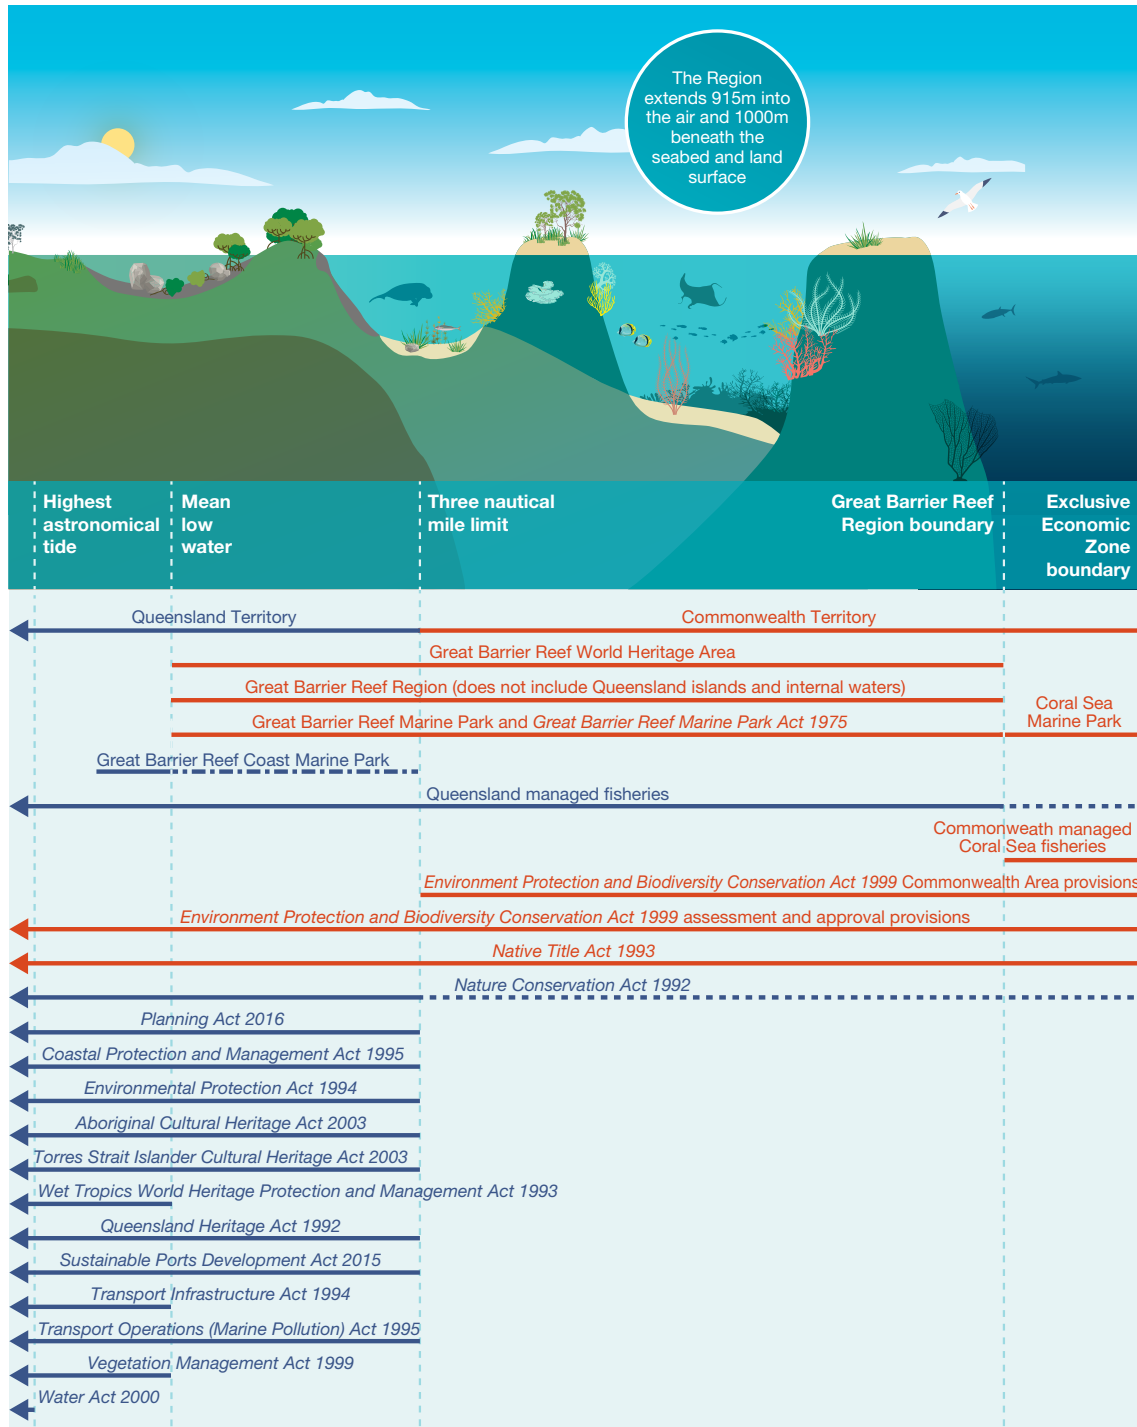 The Region
extends 915m into
the air and 1000m
beneath the
seabed and land
surface
Highest
astronomical
tide
Mean
low
water
Three nautical
mile limit
Great Barrier Reef
Region boundary
Exclusive
Economic
Zone
boundary
Queensland Territory
Commonwealth Territory
Great Barrier Reef World Heritage Area
Great Barrier Reef Region (does not include Queensland islands and internal waters)
Great Barrier Reef Marine Park and Great Barrier Reef Marine Park Act 1975
Coral Sea
Marine Park
Great Barrier Reef Coast Marine Park
Queensland managed fisheries
Commonweath managed
Coral Sea fisheries
Environment Protection and Biodiversity Conservation Act 1999 Commonwealth Area provisions
Environment Protection and Biodiversity Conservation Act 1999 assessment and approval provisions
Native Title Act 1993
Nature Conservation Act 1992
Planning Act 2016
Coastal Protection and Management Act 1995
Environmental Protection Act 1994
Aboriginal Cultural Heritage Act 2003
Torres Strait Islander Cultural Heritage Act 2003
Wet Tropics World Heritage Protection and Management Act 1993
Queensland Heritage Act 1992
Sustainable Ports Development Act 2015
Transport Infrastructure Act 1994
Transport Operations (Marine Pollution) Act 1995
Vegetation Management Act 1999
Water Act 2000